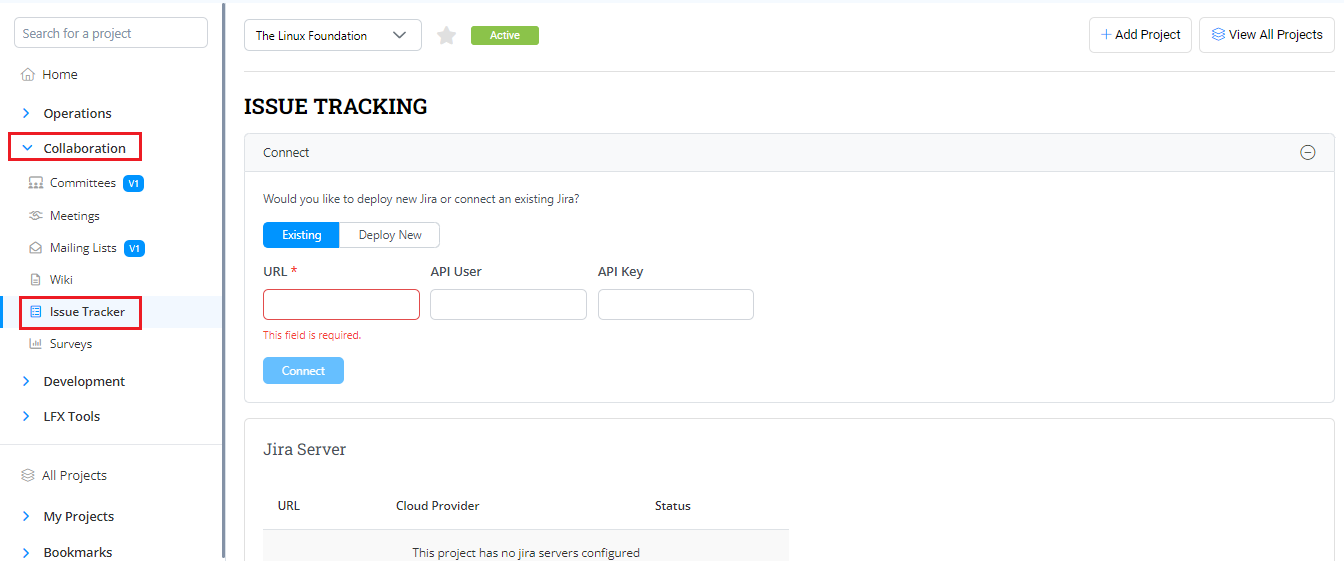 Search for a project
Home
Operations
Collaboration
Committees V1
Meetings
Mailing Lists V1
Wiki
Issue Tracker
Surveys
Development
LFX Tools
All Projects
My Projects
Bookmarks
The Linux Foundation
Active
+ Add Project
View All Projects
ISSUE TRACKING
Connect
Would you like to deploy new Jira or connect an existing Jira?
Existing Deploy New
URL * API User API Key
This field is required.
Connect
Jira Server
URL Cloud Provider Status
This project has no jira servers configured